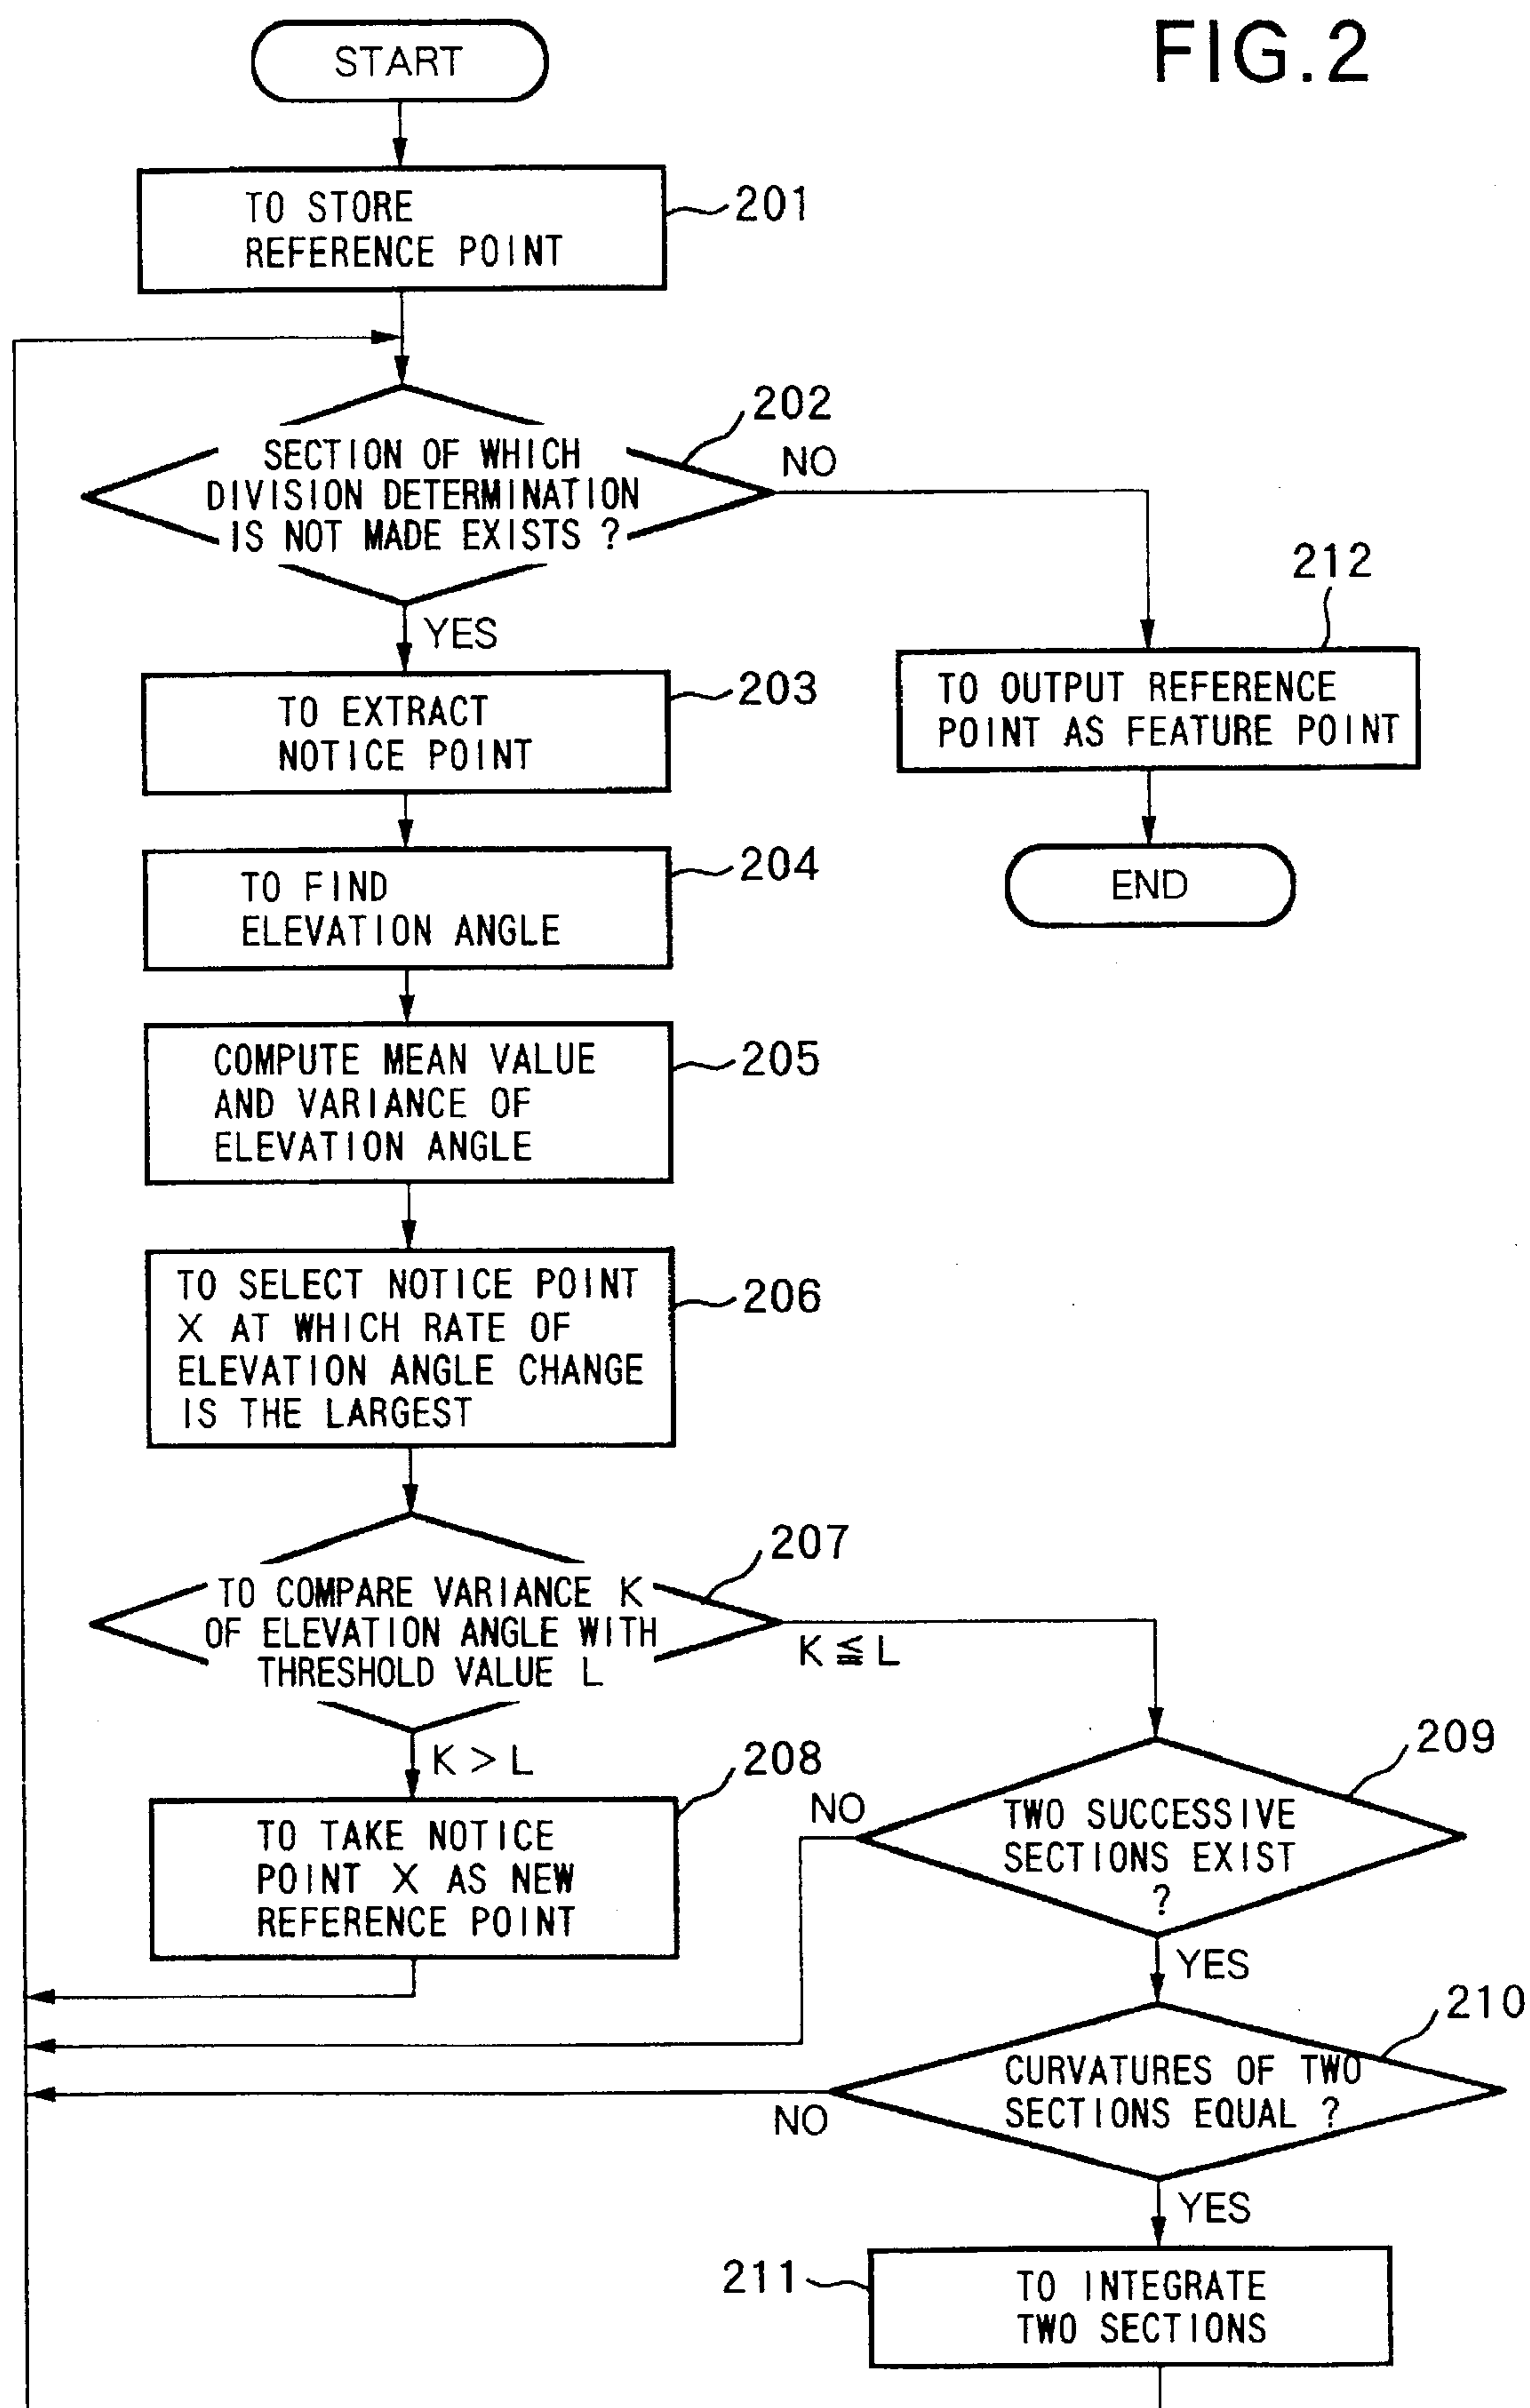 FIG.2
START
TO STORE
REFERENCE POINT
201
SECTION OF WHICH
DIVISION DETERMINATION
IS NOT MADE EXISTS ?
202
NO
YES
212
TO OUTPUT REFERENCE
POINT AS FEATURE POINT
END
TO EXTRACT
NOTICE POINT
203
TO FIND
ELEVATION ANGLE
204
COMPUTE MEAN VALUE
AND VARIANCE OF
ELEVATION ANGLE
205
TO SELECT NOTICE POINT
X AT WHICH RATE OF
ELEVATION ANGLE CHANGE
IS THE LARGEST
206
TO COMPARE VARIANCE K
OF ELEVATION ANGLE WITH
THRESHOLD VALUE L
207
K ≦ L
K > L
TO TAKE NOTICE
POINT X AS NEW
REFERENCE POINT
208
TWO SUCCESSIVE
SECTIONS EXIST
?
209
NO
YES
CURVATURES OF TWO
SECTIONS EQUAL ?
210
NO
YES
TO INTEGRATE
TWO SECTIONS
211